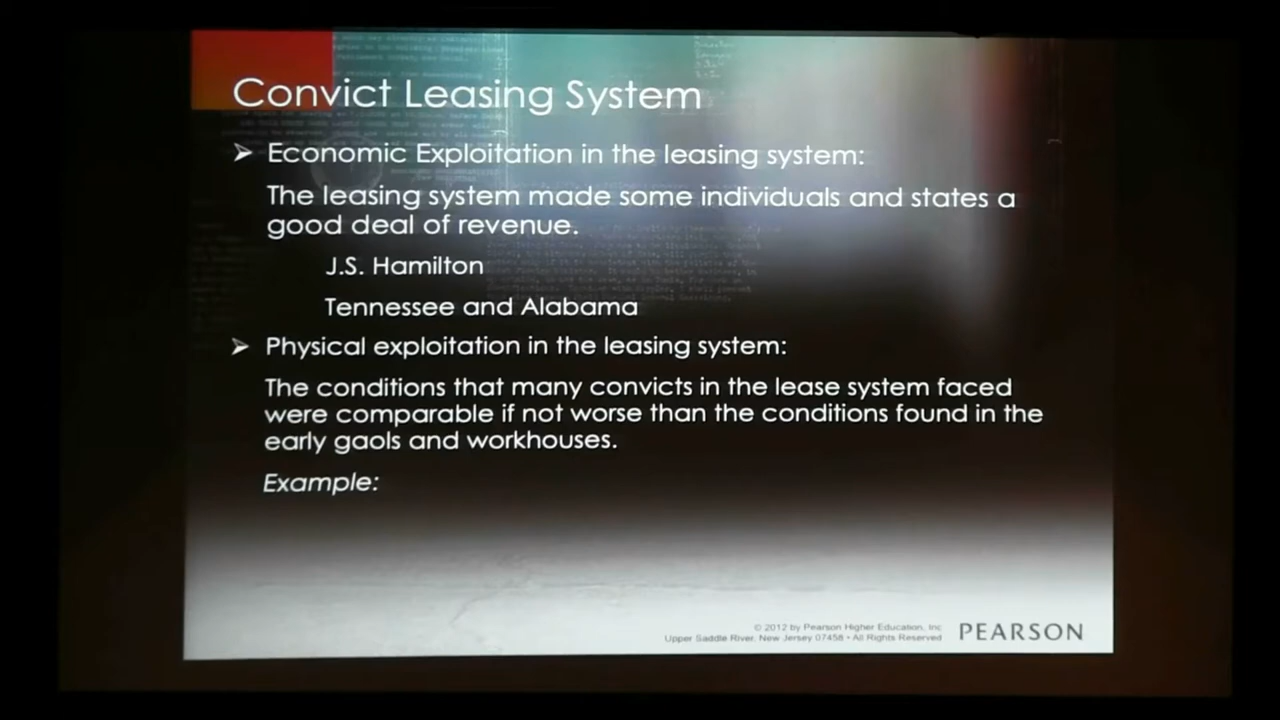 Convict Leasing System
➢ Economic Exploitation in the leasing system:
The leasing system made some individuals and states a
good deal of revenue.
J.S. Hamilton
Tennessee and Alabama
➢ Physical exploitation in the leasing system:
The conditions that many convicts in the lease system faced
were comparable if not worse than the conditions found in the
early gaols and workhouses.
Example:
© 2012 by Pearson Higher Education, Inc
Upper Saddle River, New Jersey 07458 • All Rights Reserved
PEARSON